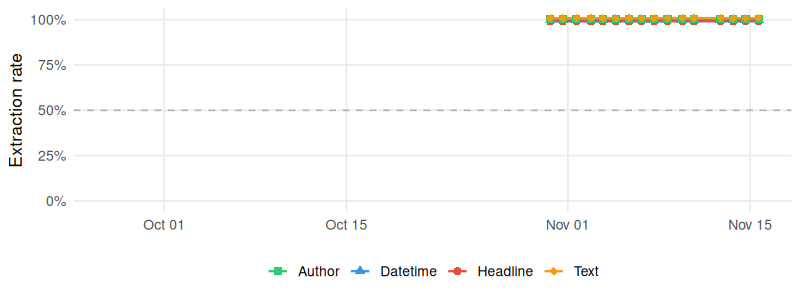 Extraction rate
100%
75%
50%
25%
0%
Oct 01 Oct 15 Nov 01 Nov 15
Author Datetime Headline Text